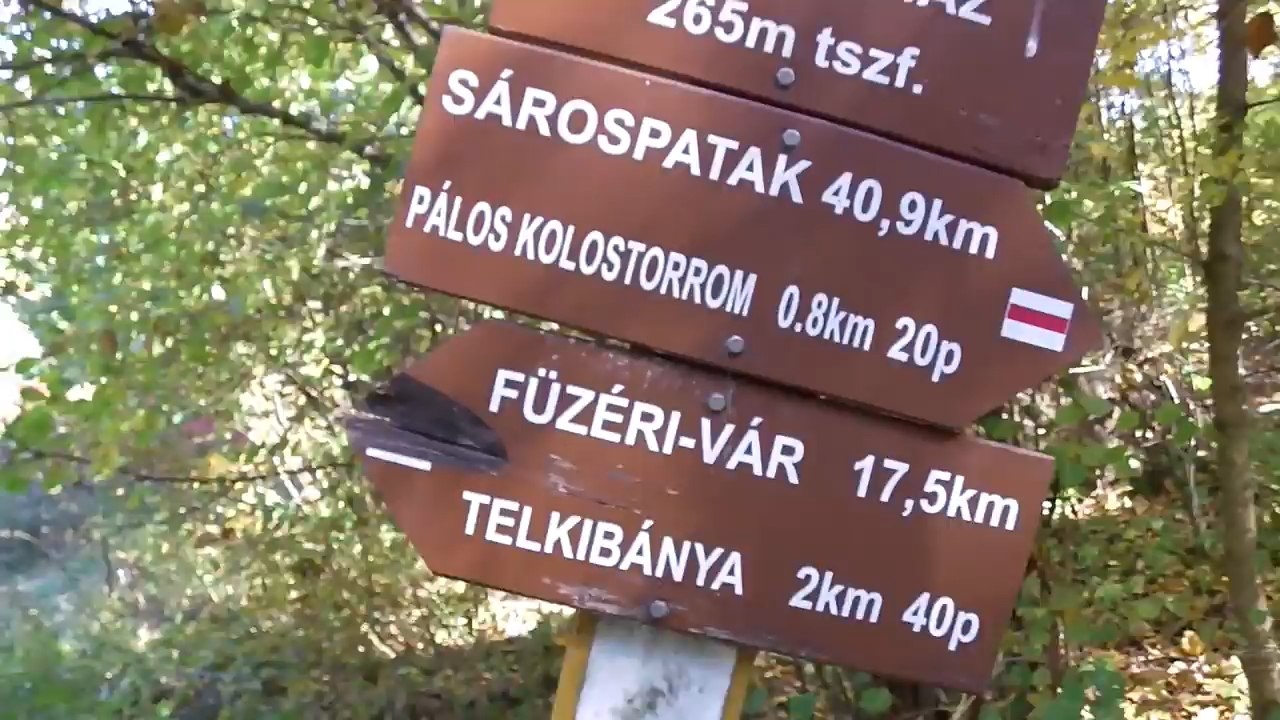 265m tszf.
SÁROSPATAK 40,9km
PÁLOS KOLOSTORROM 0.8km 20p
FÜZÉRI-VÁR 17,5km
TELKIBÁNYA 2km 40p